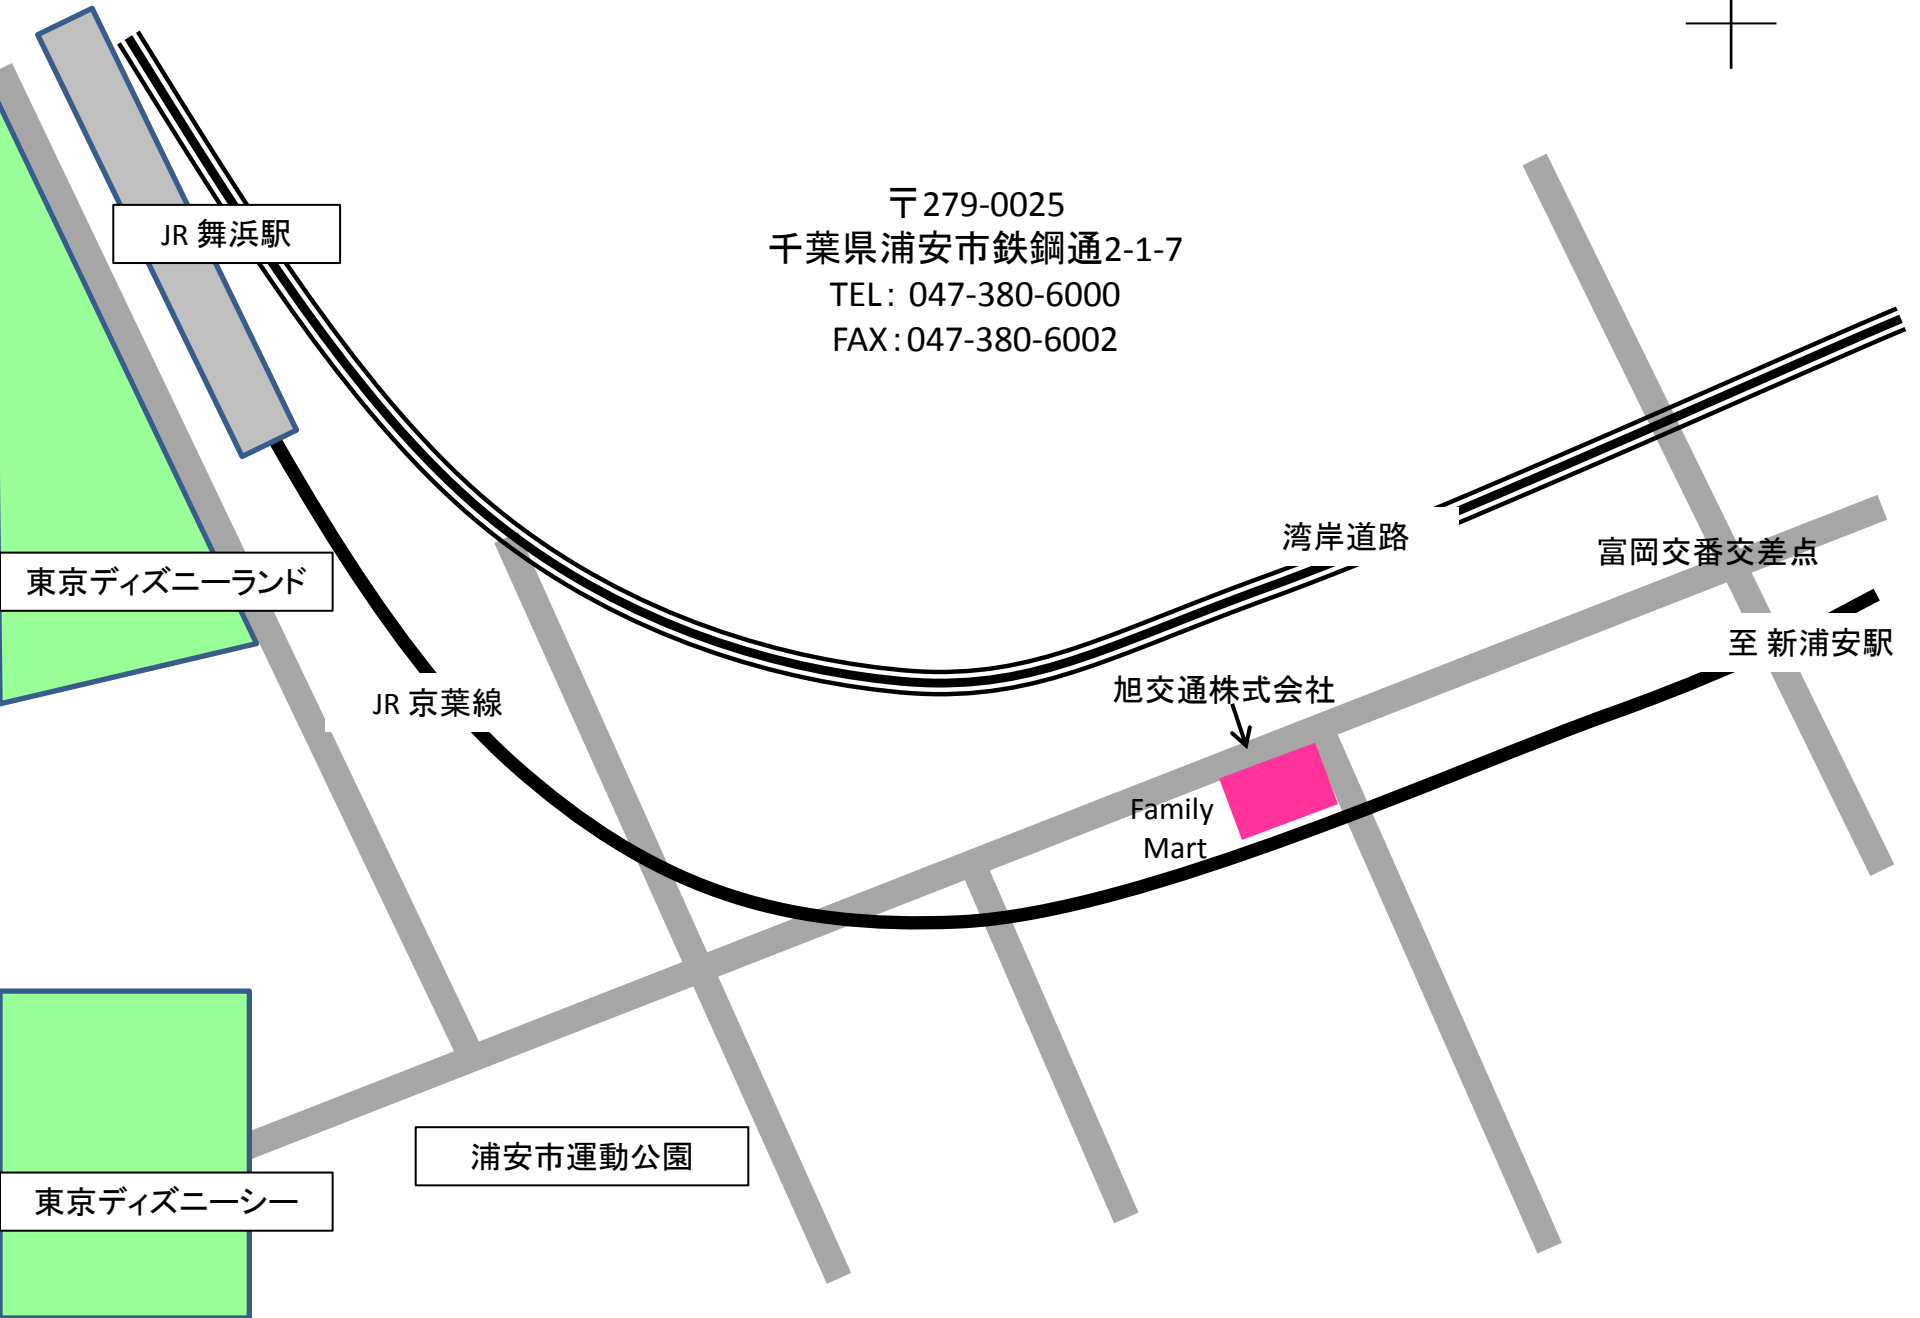 JR 舞浜駅
〒279-0025
千葉県浦安市鉄鋼通2-1-7
TEL: 047-380-6000
FAX:047-380-6002
湾岸道路
富岡交番交差点
東京ディズニーランド
至 新浦安駅
JR 京葉線
旭交通株式会社
Family
Mart
浦安市運動公園
東京ディズニーシー